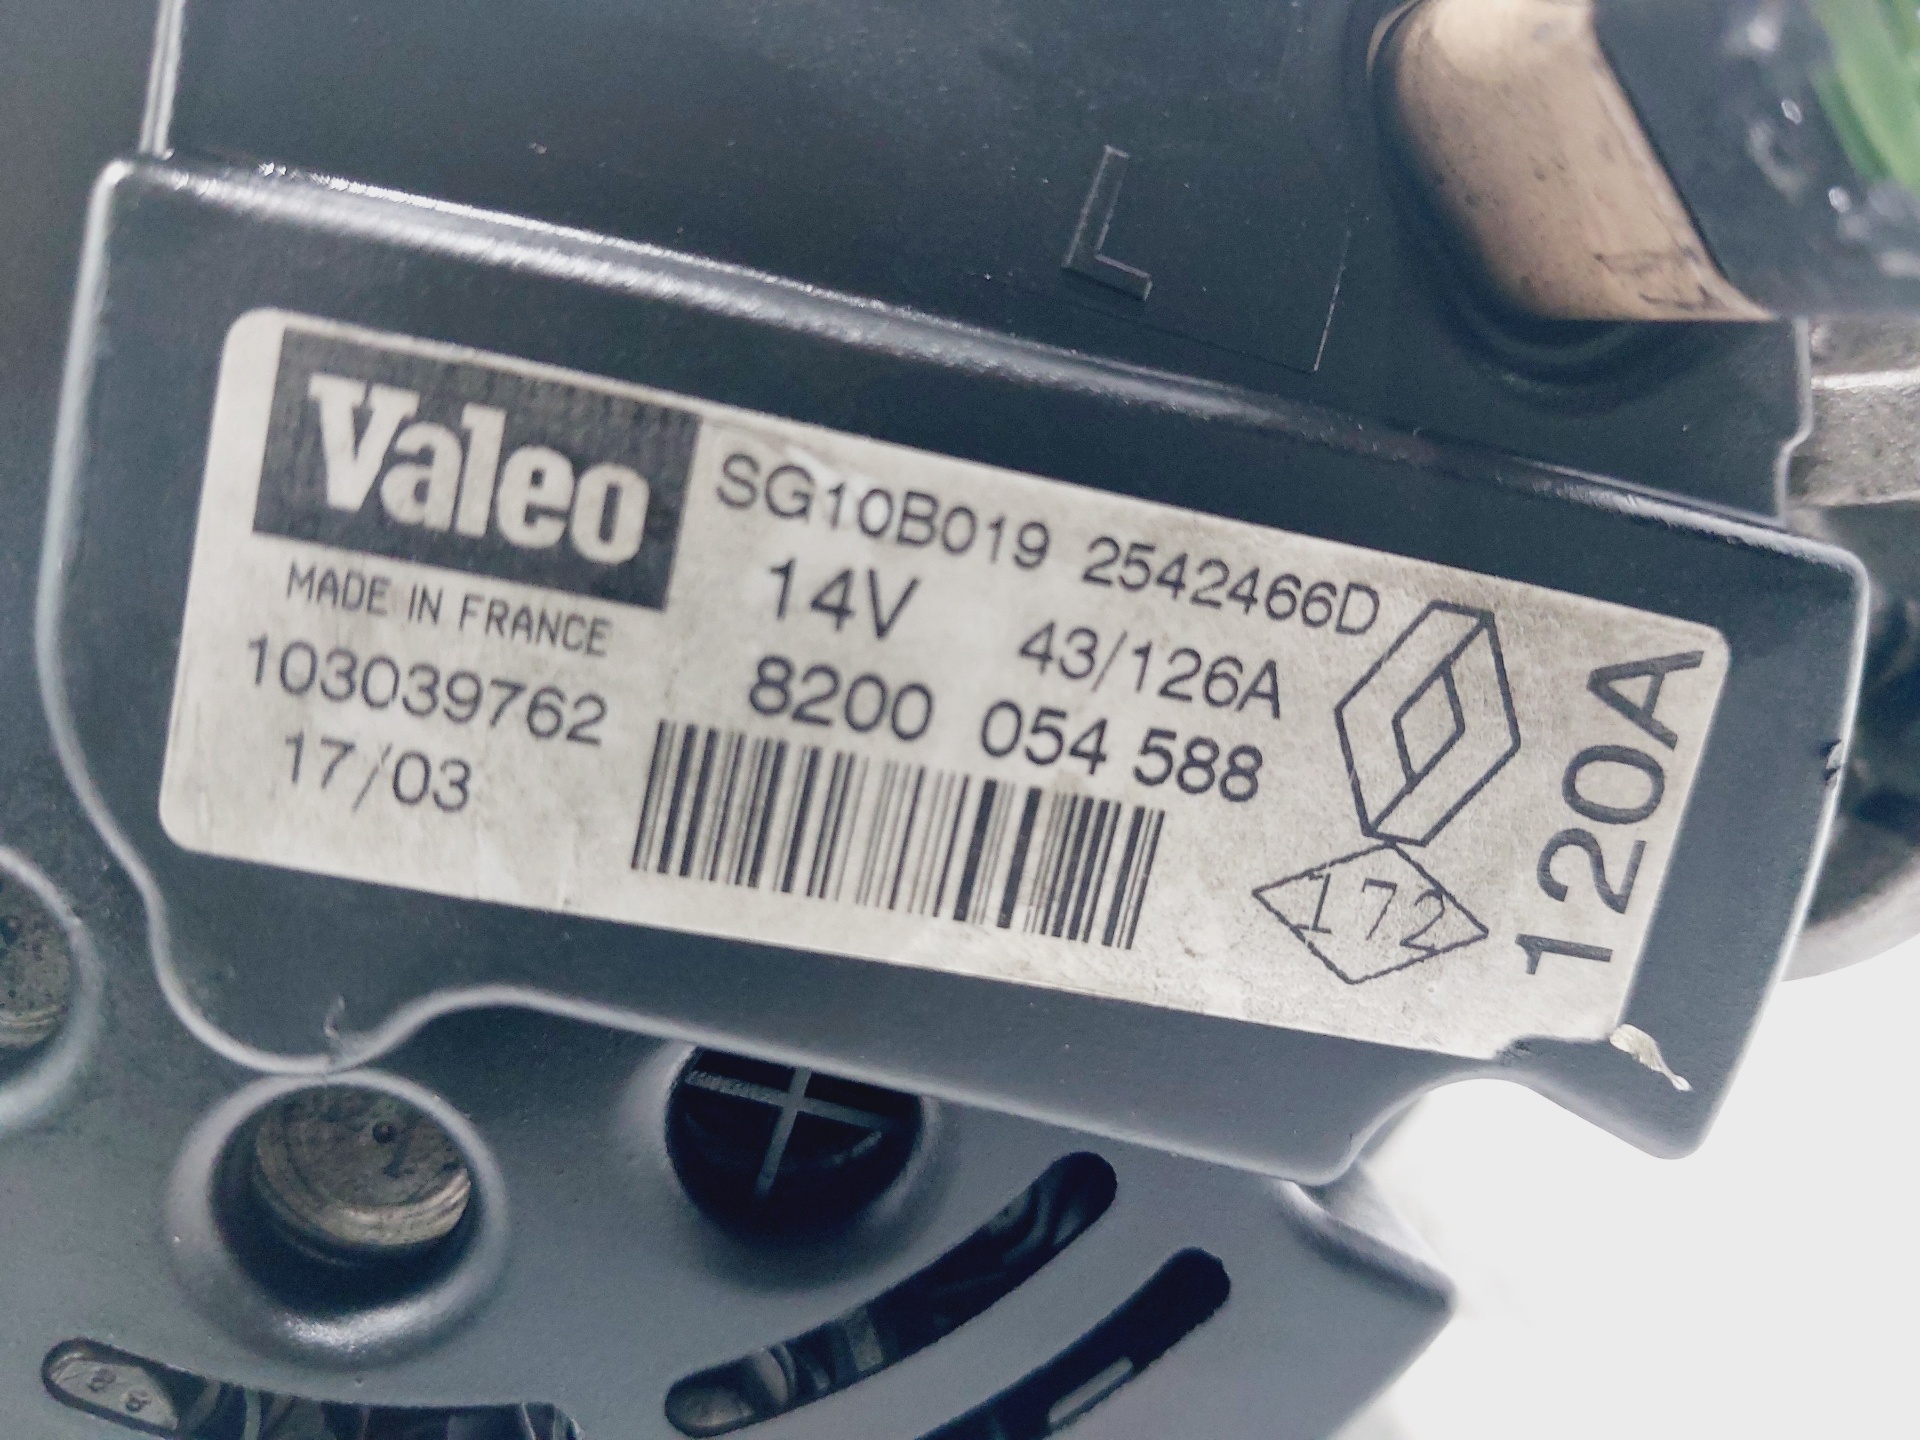 L
Valeo
MADE IN FRANCE
103039762
17/03
SG10B019 2542466D
14V 43/126A
8200 054 588
172
120A